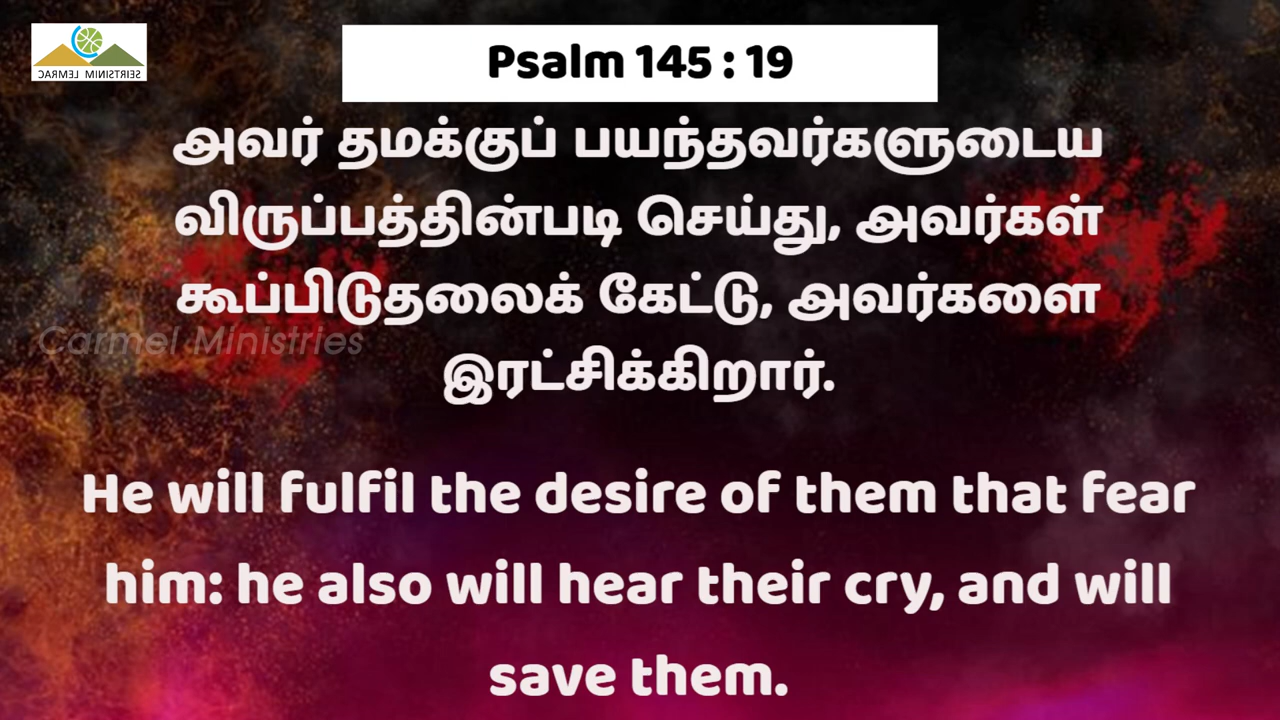 CARMEL MINISTRIES
Psalm 145 : 19
அவர் தமக்குப் பயந்தவர்களுடைய
விருப்பத்தின்படி செய்து, அவர்கள்
கூப்பிடுதலைக் கேட்டு, அவர்களை
Carmel Ministries
இரட்சிக்கிறார்.
He will fulfil the desire of them that fear
him: he also will hear their cry, and will
save them.